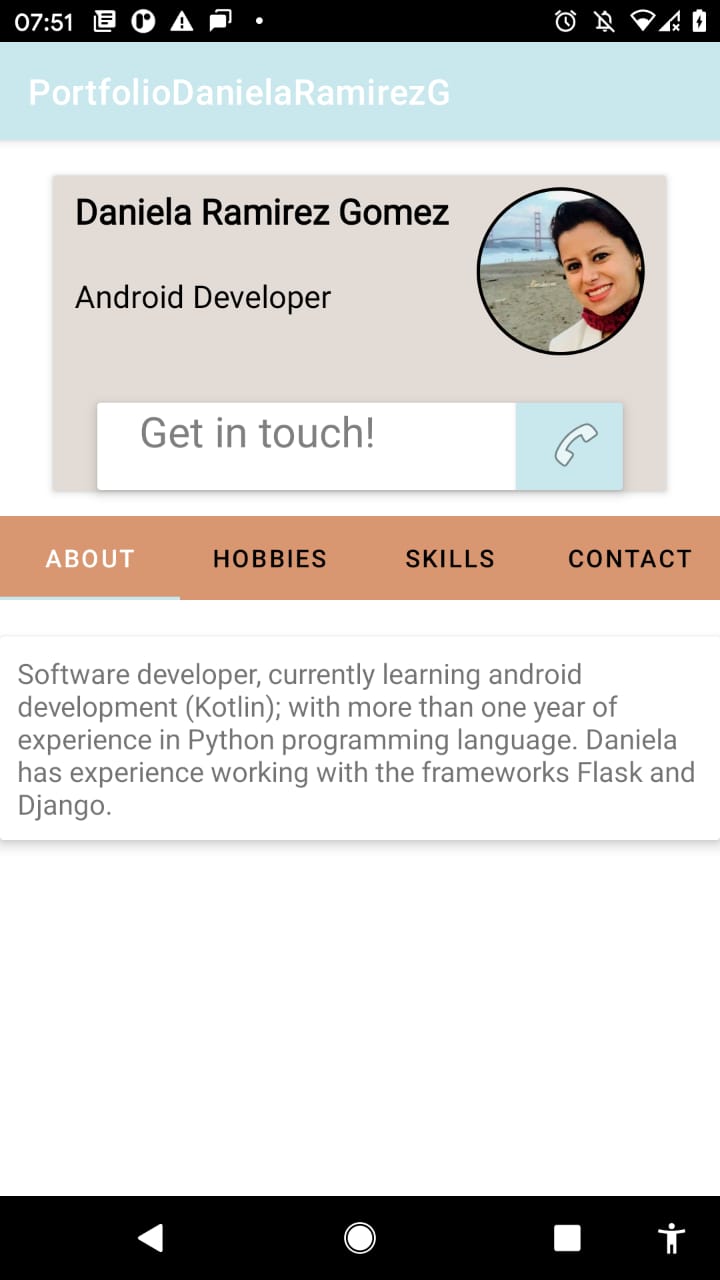 07:51
PortfolioDanielaRamirezG
Daniela Ramirez Gomez
Android Developer
Get in touch!
ABOUT HOBBIES SKILLS CONTACT
Software developer, currently learning android
development (Kotlin); with more than one year of
experience in Python programming language. Daniela
has experience working with the frameworks Flask and
Django.